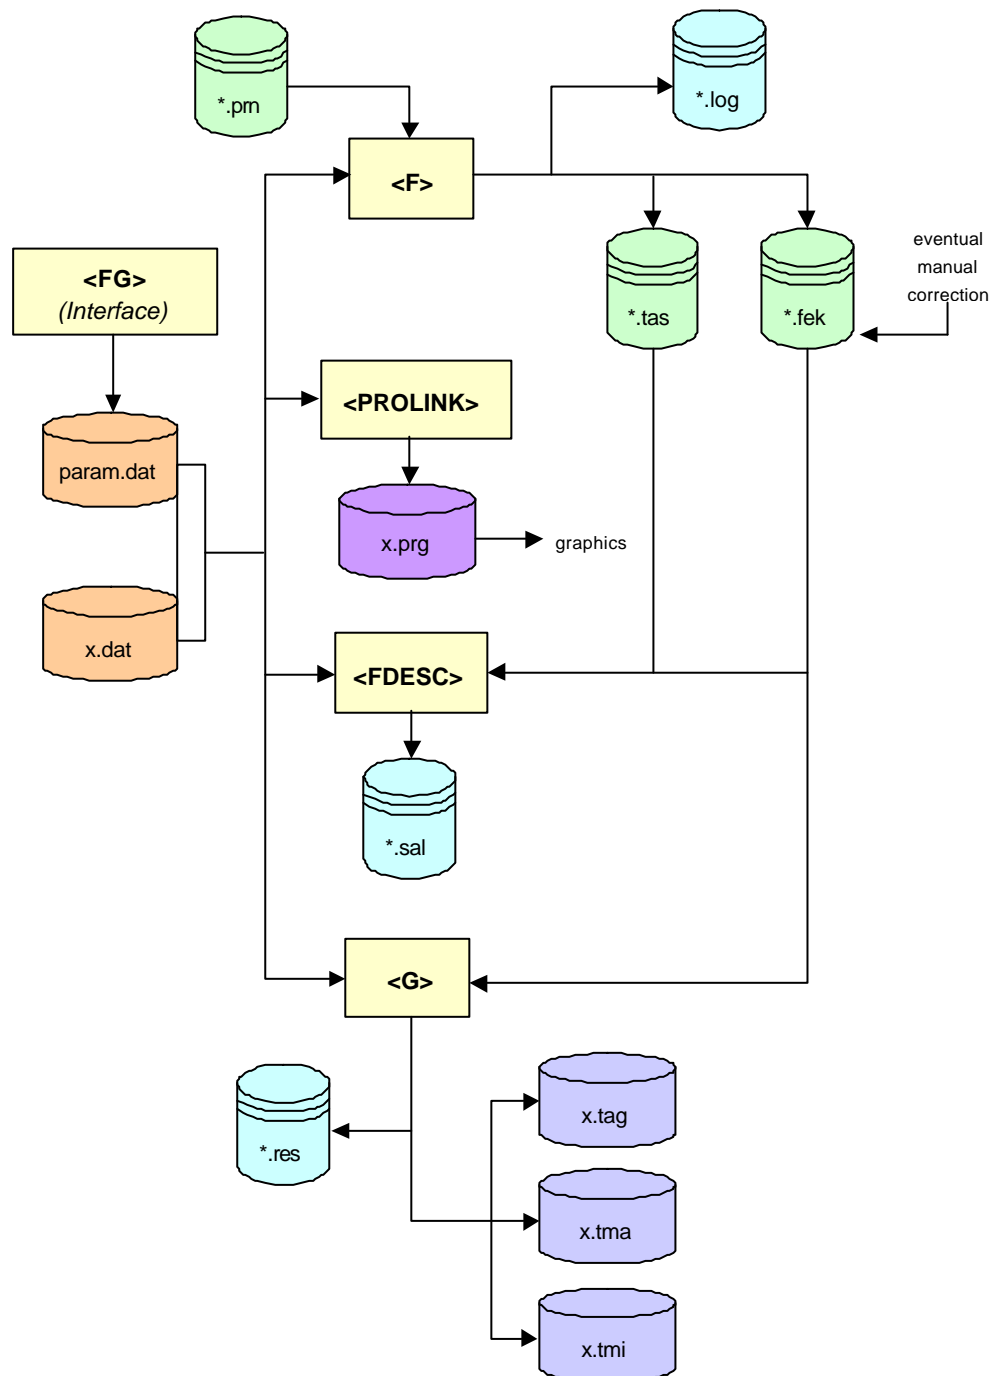 *.prn
*.log
<F>
<FG>
(Interface)
eventual
manual
correction
*.tas
*.fek
<PROLINK>
param.dat
x.prg
graphics
x.dat
<FDESC>
*.sal
<G>
x.tag
*.res
x.tma
x.tmi